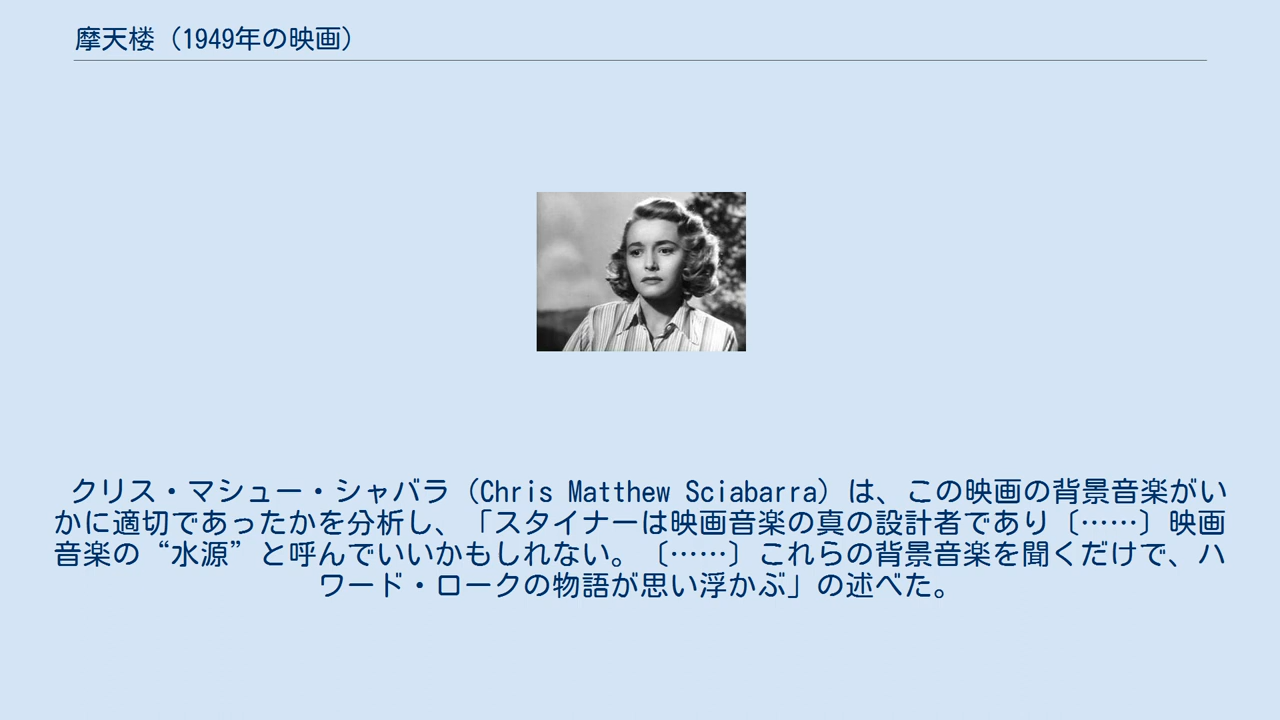 摩天楼（1949年の映画）
クリス・マシュー・シャバラ（Chris Matthew Sciabarra）は、この映画の背景音楽がい
かに適切であったかを分析し、「スタイナーは映画音楽の真の設計者であり〔……〕映画
音楽の“水源”と呼んでいいかもしれない。〔……〕これらの背景音楽を聞くだけで、ハ
ワード・ロークの物語が思い浮かぶ」の述べた。